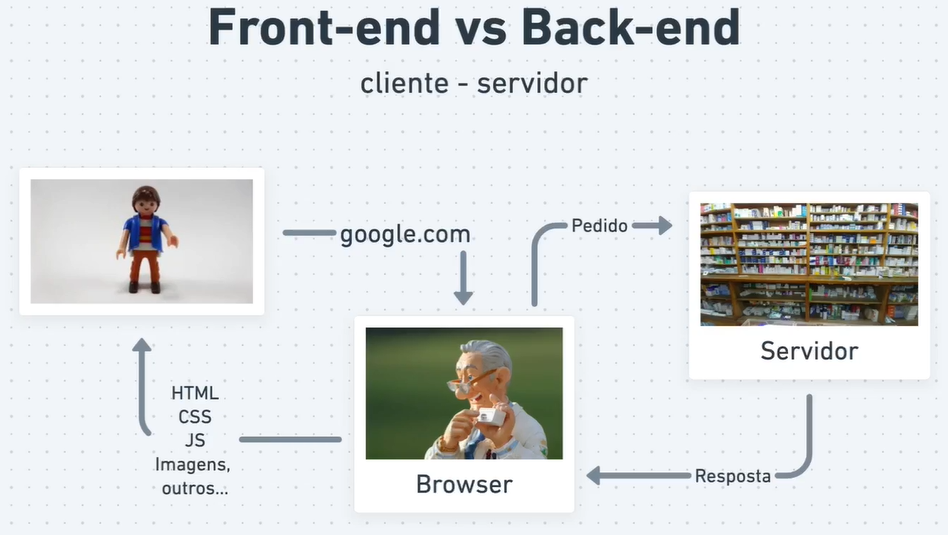 Front-end vs Back-end
cliente - servidor
google.com
Pedido
Servidor
HTML
CSS
JS
Imagens,
outros...
Browser
Resposta